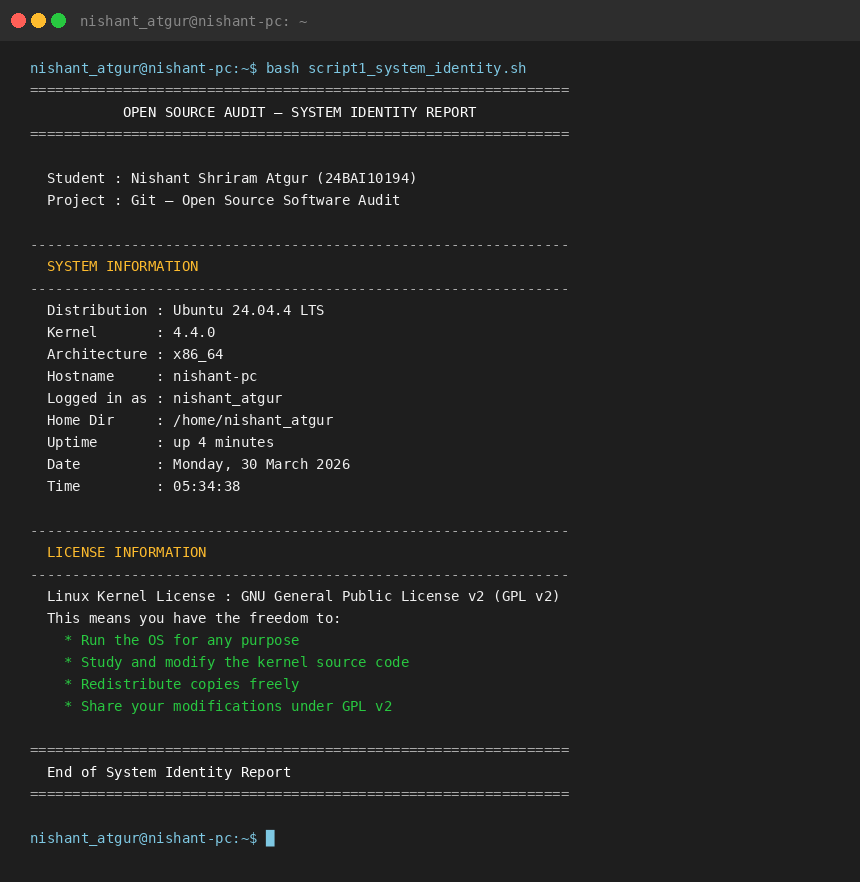 nishant_atgur@nishant-pc: ~
nishant_atgur@nishant-pc:~$ bash script1_system_identity.sh
================================================================
OPEN SOURCE AUDIT — SYSTEM IDENTITY REPORT
================================================================
Student : Nishant Shriram Atgur (24BAI10194)
Project : Git — Open Source Software Audit
----------------------------------------------------------------
SYSTEM INFORMATION
----------------------------------------------------------------
Distribution : Ubuntu 24.04.4 LTS
Kernel       : 4.4.0
Architecture : x86_64
Hostname     : nishant-pc
Logged in as : nishant_atgur
Home Dir     : /home/nishant_atgur
Uptime       : up 4 minutes
Date         : Monday, 30 March 2026
Time         : 05:34:38
----------------------------------------------------------------
LICENSE INFORMATION
----------------------------------------------------------------
Linux Kernel License : GNU General Public License v2 (GPL v2)
This means you have the freedom to:
* Run the OS for any purpose
* Study and modify the kernel source code
* Redistribute copies freely
* Share your modifications under GPL v2
================================================================
End of System Identity Report
================================================================
nishant_atgur@nishant-pc:~$